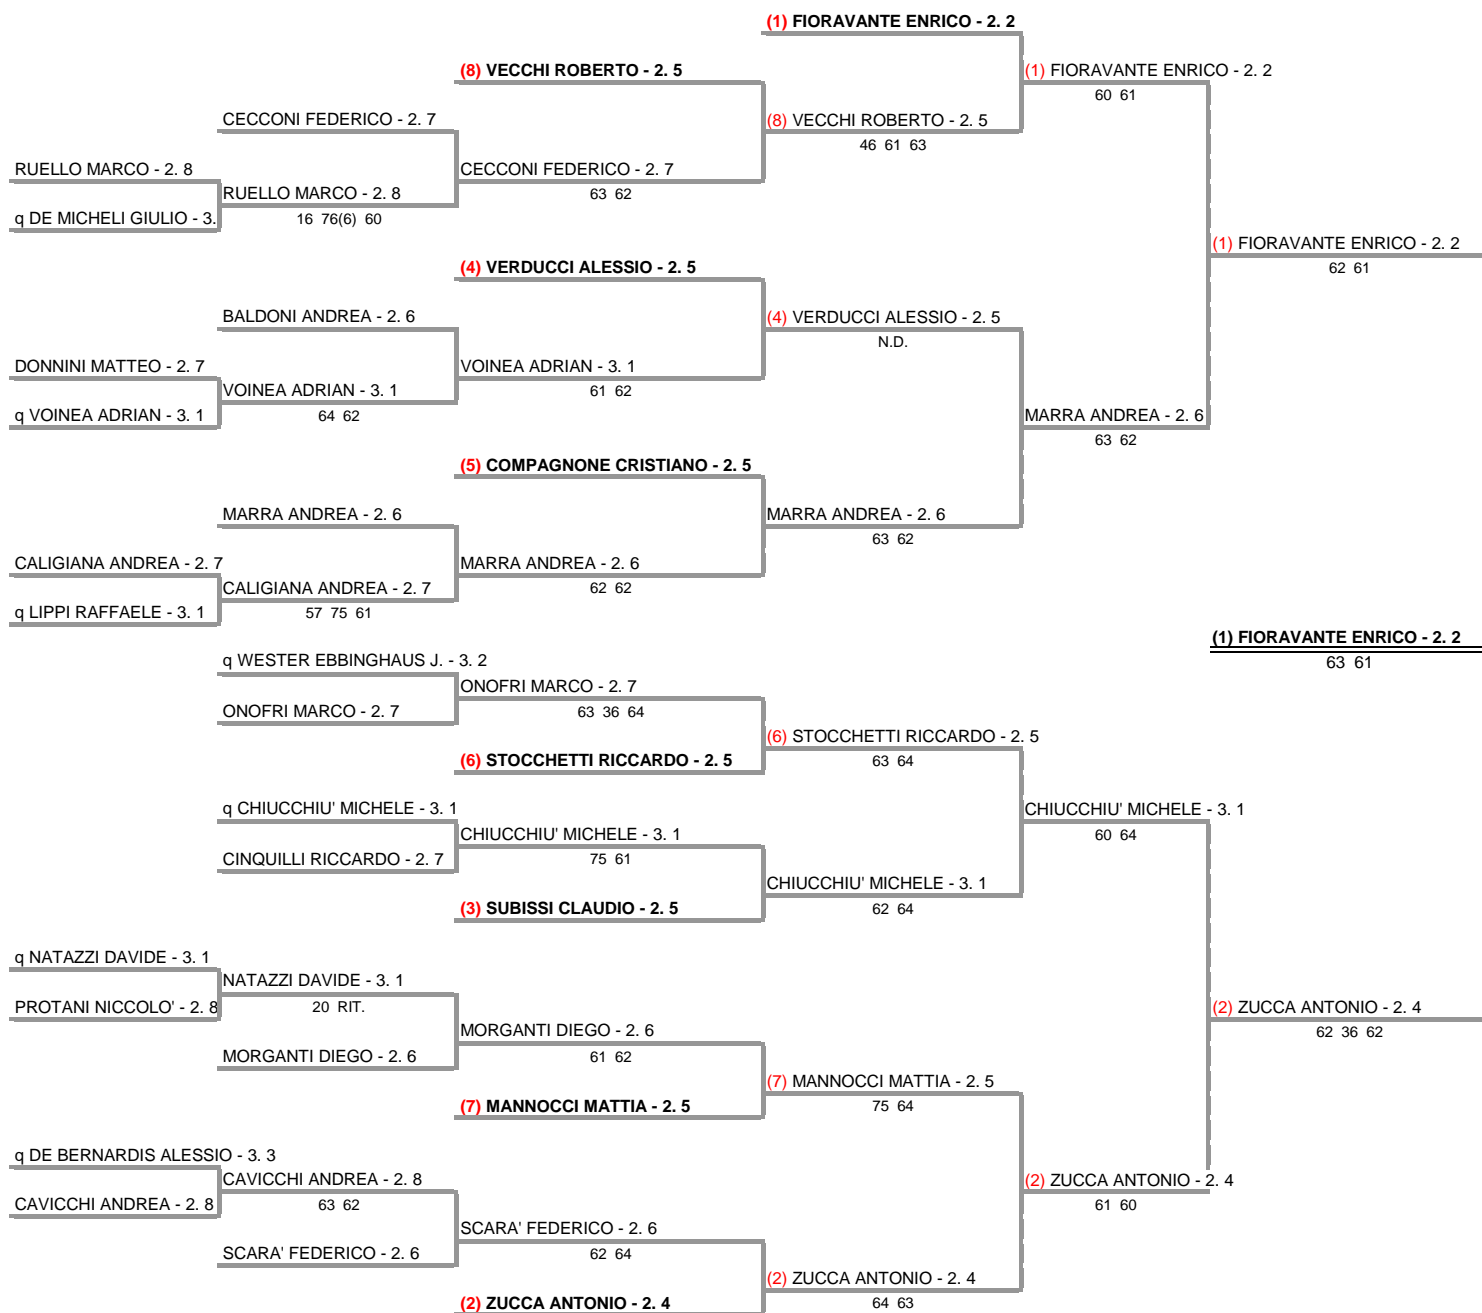 (1) FIORAVANTE ENRICO - 2. 2
(8) VECCHI ROBERTO - 2. 5
(1) FIORAVANTE ENRICO - 2. 2
60 61
CECCONI FEDERICO - 2. 7
(8) VECCHI ROBERTO - 2. 5
46 61 63
RUELLO MARCO - 2. 8
CECCONI FEDERICO - 2. 7
63 62
RUELLO MARCO - 2. 8
16 76(6) 60
q DE MICHELI GIULIO - 3.
(1) FIORAVANTE ENRICO - 2. 2
62 61
(4) VERDUCCI ALESSIO - 2. 5
BALDONI ANDREA - 2. 6
(4) VERDUCCI ALESSIO - 2. 5
N.D.
DONNINI MATTEO - 2. 7
VOINEA ADRIAN - 3. 1
61 62
VOINEA ADRIAN - 3. 1
64 62
q VOINEA ADRIAN - 3. 1
MARRA ANDREA - 2. 6
63 62
(5) COMPAGNONE CRISTIANO - 2. 5
MARRA ANDREA - 2. 6
MARRA ANDREA - 2. 6
63 62
CALIGIANA ANDREA - 2. 7
MARRA ANDREA - 2. 6
62 62
CALIGIANA ANDREA - 2. 7
57 75 61
q LIPPI RAFFAELE - 3. 1
(1) FIORAVANTE ENRICO - 2. 2
63 61
q WESTER EBBINGHAUS J. - 3. 2
ONOFRI MARCO - 2. 7
63 36 64
ONOFRI MARCO - 2. 7
(6) STOCCHETTI RICCARDO - 2. 5
63 64
(6) STOCCHETTI RICCARDO - 2. 5
q CHIUCCHIU' MICHELE - 3. 1
CHIUCCHIU' MICHELE - 3. 1
60 64
CHIUCCHIU' MICHELE - 3. 1
75 61
CINQUILLI RICCARDO - 2. 7
CHIUCCHIU' MICHELE - 3. 1
62 64
(3) SUBISSI CLAUDIO - 2. 5
q NATAZZI DAVIDE - 3. 1
NATAZZI DAVIDE - 3. 1
20 RIT.
PROTANI NICCOLO' - 2. 8
(2) ZUCCA ANTONIO - 2. 4
62 36 62
MORGANTI DIEGO - 2. 6
61 62
MORGANTI DIEGO - 2. 6
(7) MANNOCCI MATTIA - 2. 5
75 64
(7) MANNOCCI MATTIA - 2. 5
q DE BERNARDIS ALESSIO - 3. 3
CAVICCHI ANDREA - 2. 8
63 62
(2) ZUCCA ANTONIO - 2. 4
61 60
CAVICCHI ANDREA - 2. 8
SCARA' FEDERICO - 2. 6
62 64
SCARA' FEDERICO - 2. 6
(2) ZUCCA ANTONIO - 2. 4
64 63
(2) ZUCCA ANTONIO - 2. 4